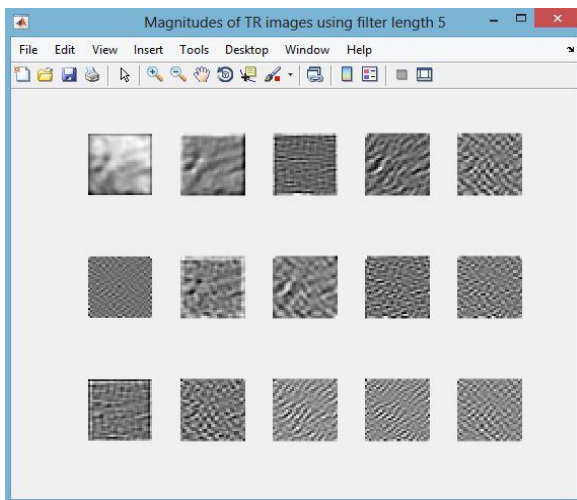 Magnitudes of TR images using filter length 5
File Edit View Insert Tools Desktop Window Help